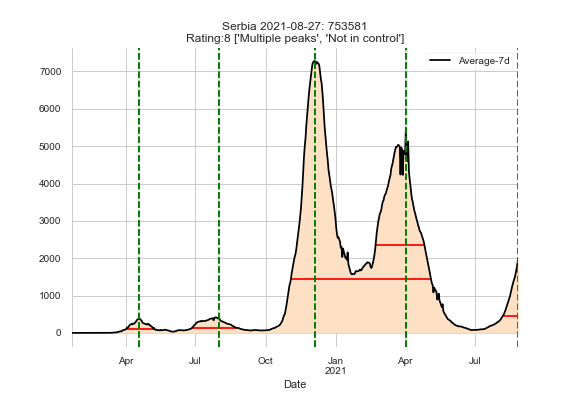 Serbia 2021-08-27: 753581
Rating:8 ['Multiple peaks', 'Not in control']
Average-7d
7000
6000
5000
4000
3000
2000
1000
0
Apr Jul Oct Jan Apr Jul
2021
Date